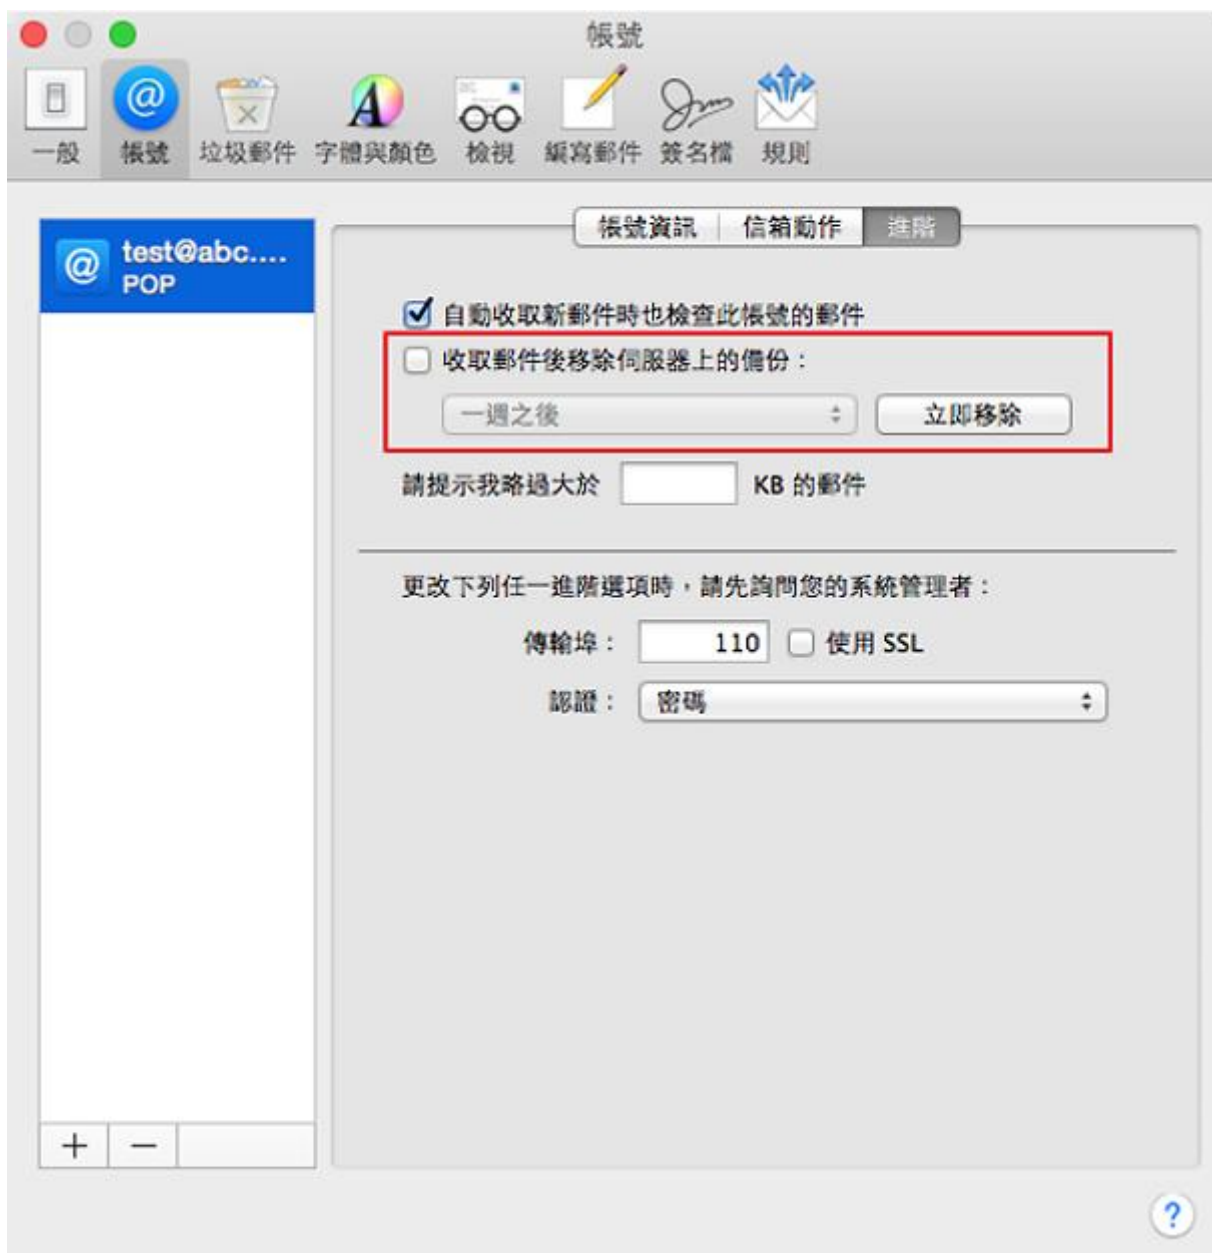 帳號
一般 帳號 垃圾郵件 字體與顏色 檢視 編寫郵件 簽名檔 規則
帳號資訊 信箱動作 進階
test@abc....
POP
自動收取新郵件時也檢查此帳號的郵件
收取郵件後移除伺服器上的備份：
一週之後 立即移除
請提示我略過大於 KB 的郵件
更改下列任一進階選項時，請先詢問您的系統管理者：
傳輸埠： 110 使用 SSL
認證： 密碼